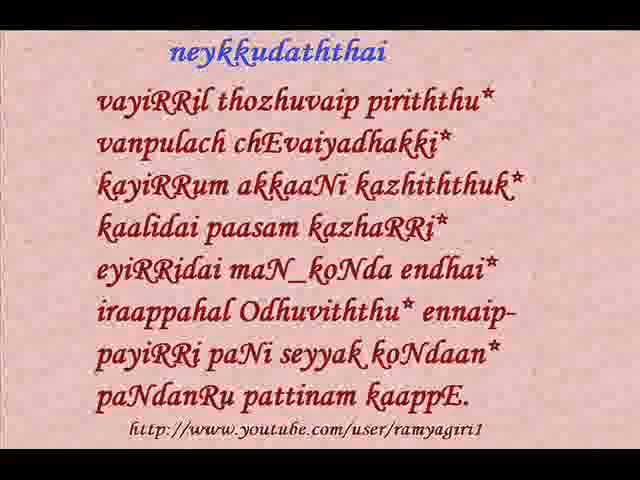 neykkudaththai
vayiRRil thozhuvaip piriththu*
vanpulach chEvaiyadhakki*
kayiRRum akkaaNi kazhiththuk*
kaalidai paasam kazhaRRi*
eyiRRidai maN_koNda endhai*
iraappahal Odhuviththu* ennaip-
payiRRi paNi seyyak koNdaan*
paNdanRu pattinam kaappE.
http://www.youtube.com/user/ramyagiri1